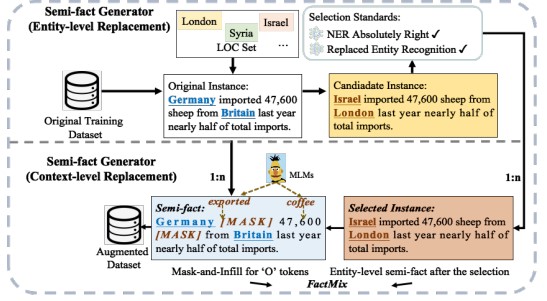 Semi-fact Generator
(Entity-level Replacement)
London
Israel
Syria
...
LOC Set
Selection Standards:
NER Absolutely Right ✓
Replaced Entity Recognition ✓
Original Training
Dataset
Original Instance:
Germany imported 47,600
sheep from Britain last year
nearly half of total imports.
Candiadate Instance:
Israel imported 47,600 sheep from
London last year nearly half of
total imports.
Semi-fact Generator
(Context-level Replacement)
1:n
1:n
MLMs
exported
coffee
Augmented
Dataset
Semi-fact:
Germany [MASK] 47,600
[MASK] from Britain last year
nearly half of total imports.
Selected Instance:
Israel imported 47,600 sheep from
London last year nearly half of
total imports.
Mask-and-Infill for 'O' tokens
Entity-level semi-fact after the selection
FactMix